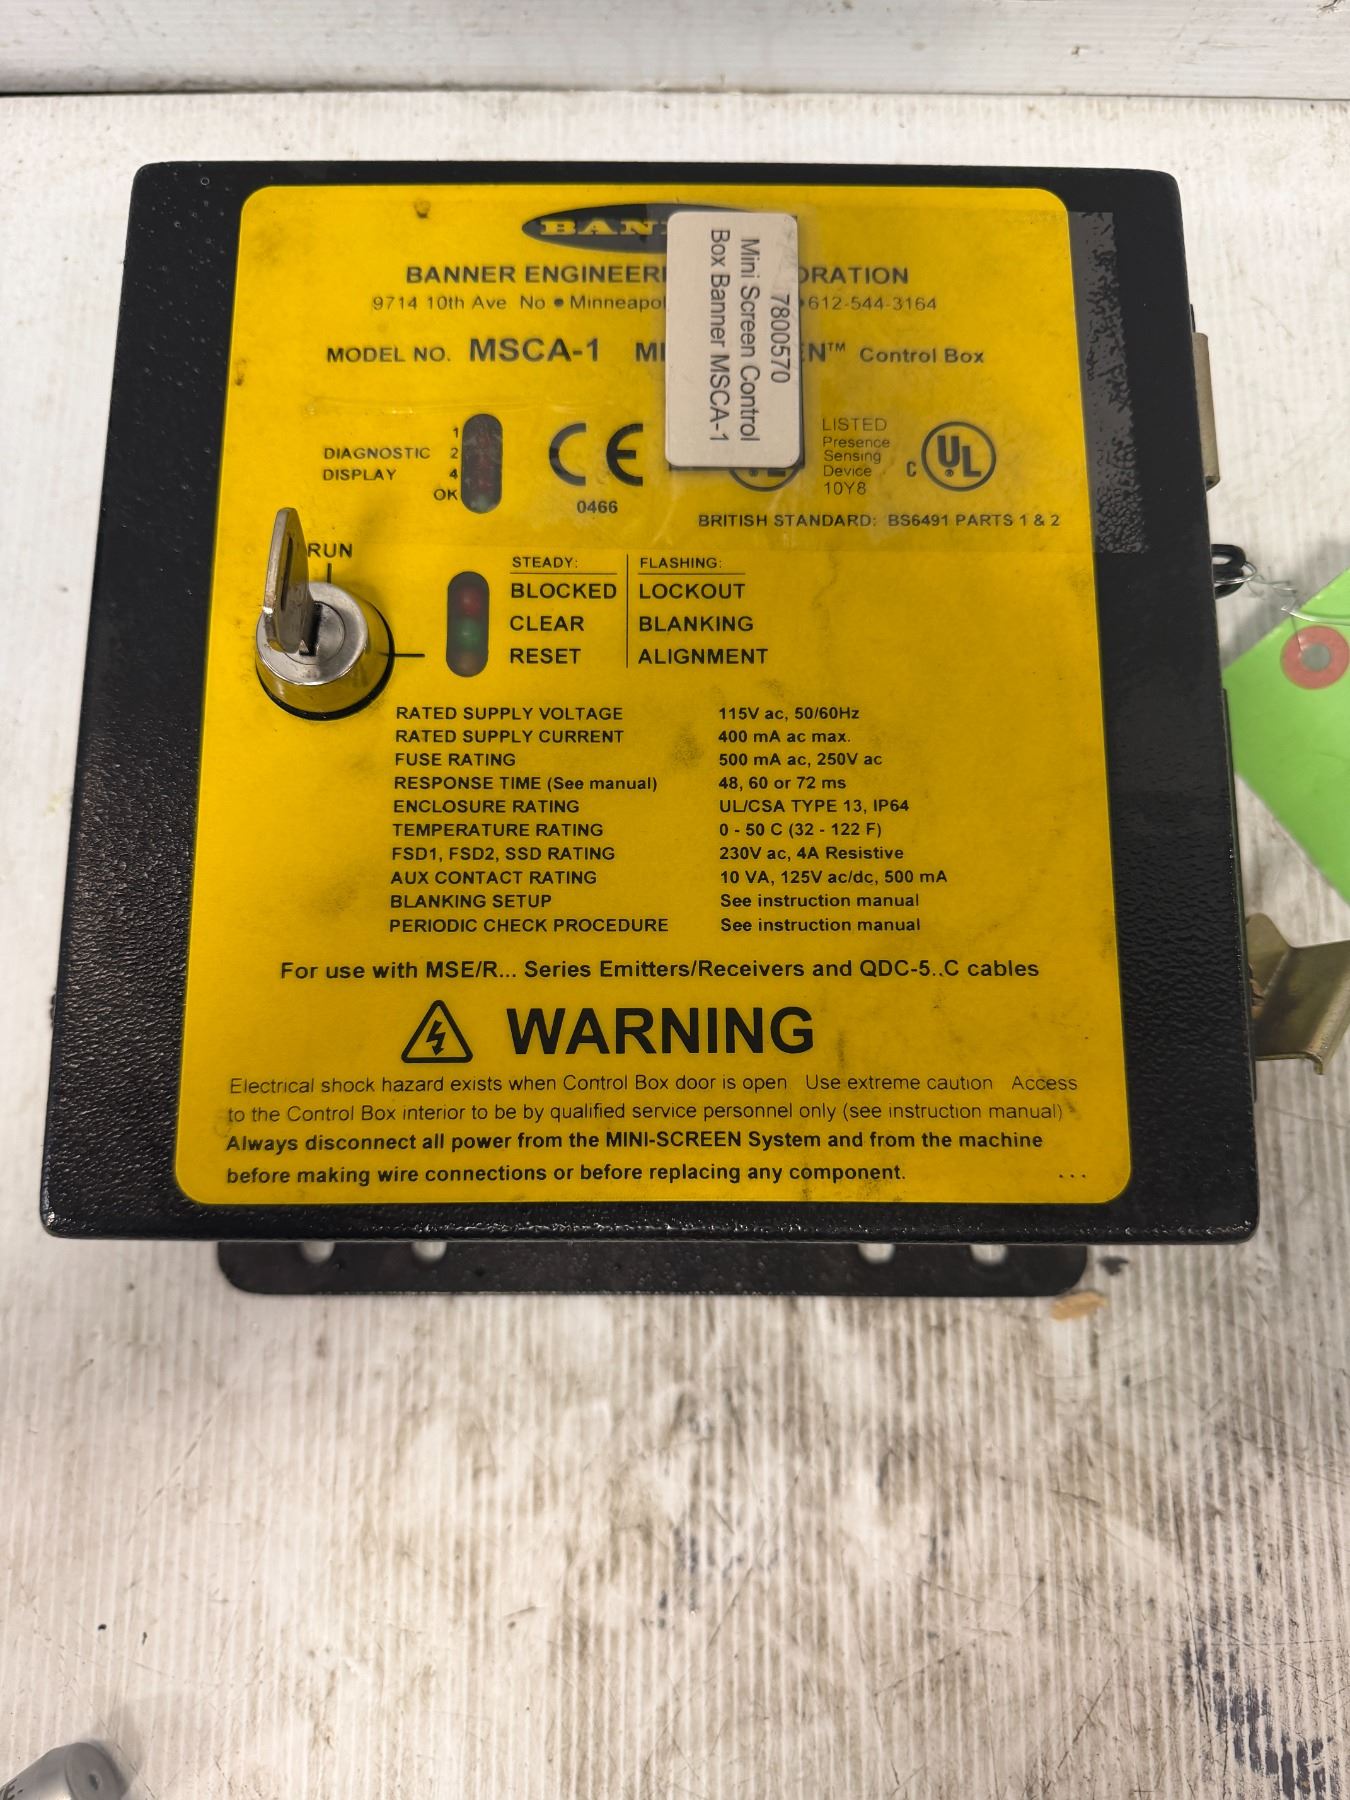 BAN
BANNER ENGINEER ORATION
9714 10th Ave No • Minneapol •612-544-3164
MODEL NO. MSCA-1 MI EN™ Control Box
7800570
Mini Screen Control
Box Banner MSCA-1
DIAGNOSTIC
DISPLAY
1
2
4
OK
CE
0466
LISTED
Presence
Sensing
Device
10Y8
C UL ®
BRITISH STANDARD: BS6491 PARTS 1 & 2
RUN
STEADY: FLASHING:
BLOCKED LOCKOUT
CLEAR BLANKING
RESET ALIGNMENT
RATED SUPPLY VOLTAGE 115V ac, 50/60Hz
RATED SUPPLY CURRENT 400 mA ac max.
FUSE RATING 500 mA ac, 250V ac
RESPONSE TIME (See manual) 48, 60 or 72 ms
ENCLOSURE RATING UL/CSA TYPE 13, IP64
TEMPERATURE RATING 0 - 50 C (32 - 122 F)
FSD1, FSD2, SSD RATING 230V ac, 4A Resistive
AUX CONTACT RATING 10 VA, 125V ac/dc, 500 mA
BLANKING SETUP See instruction manual
PERIODIC CHECK PROCEDURE See instruction manual
For use with MSE/R... Series Emitters/Receivers and QDC-5..C cables
WARNING
Electrical shock hazard exists when Control Box door is open Use extreme caution Access
to the Control Box interior to be by qualified service personnel only (see instruction manual)
Always disconnect all power from the MINI-SCREEN System and from the machine
before making wire connections or before replacing any component. ...